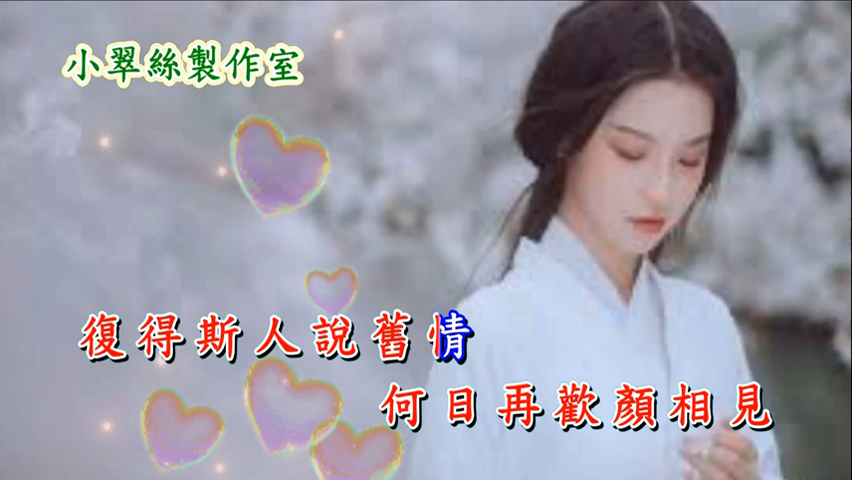 小翠絲製作室
復得斯人說舊情
何日再歡顏相見